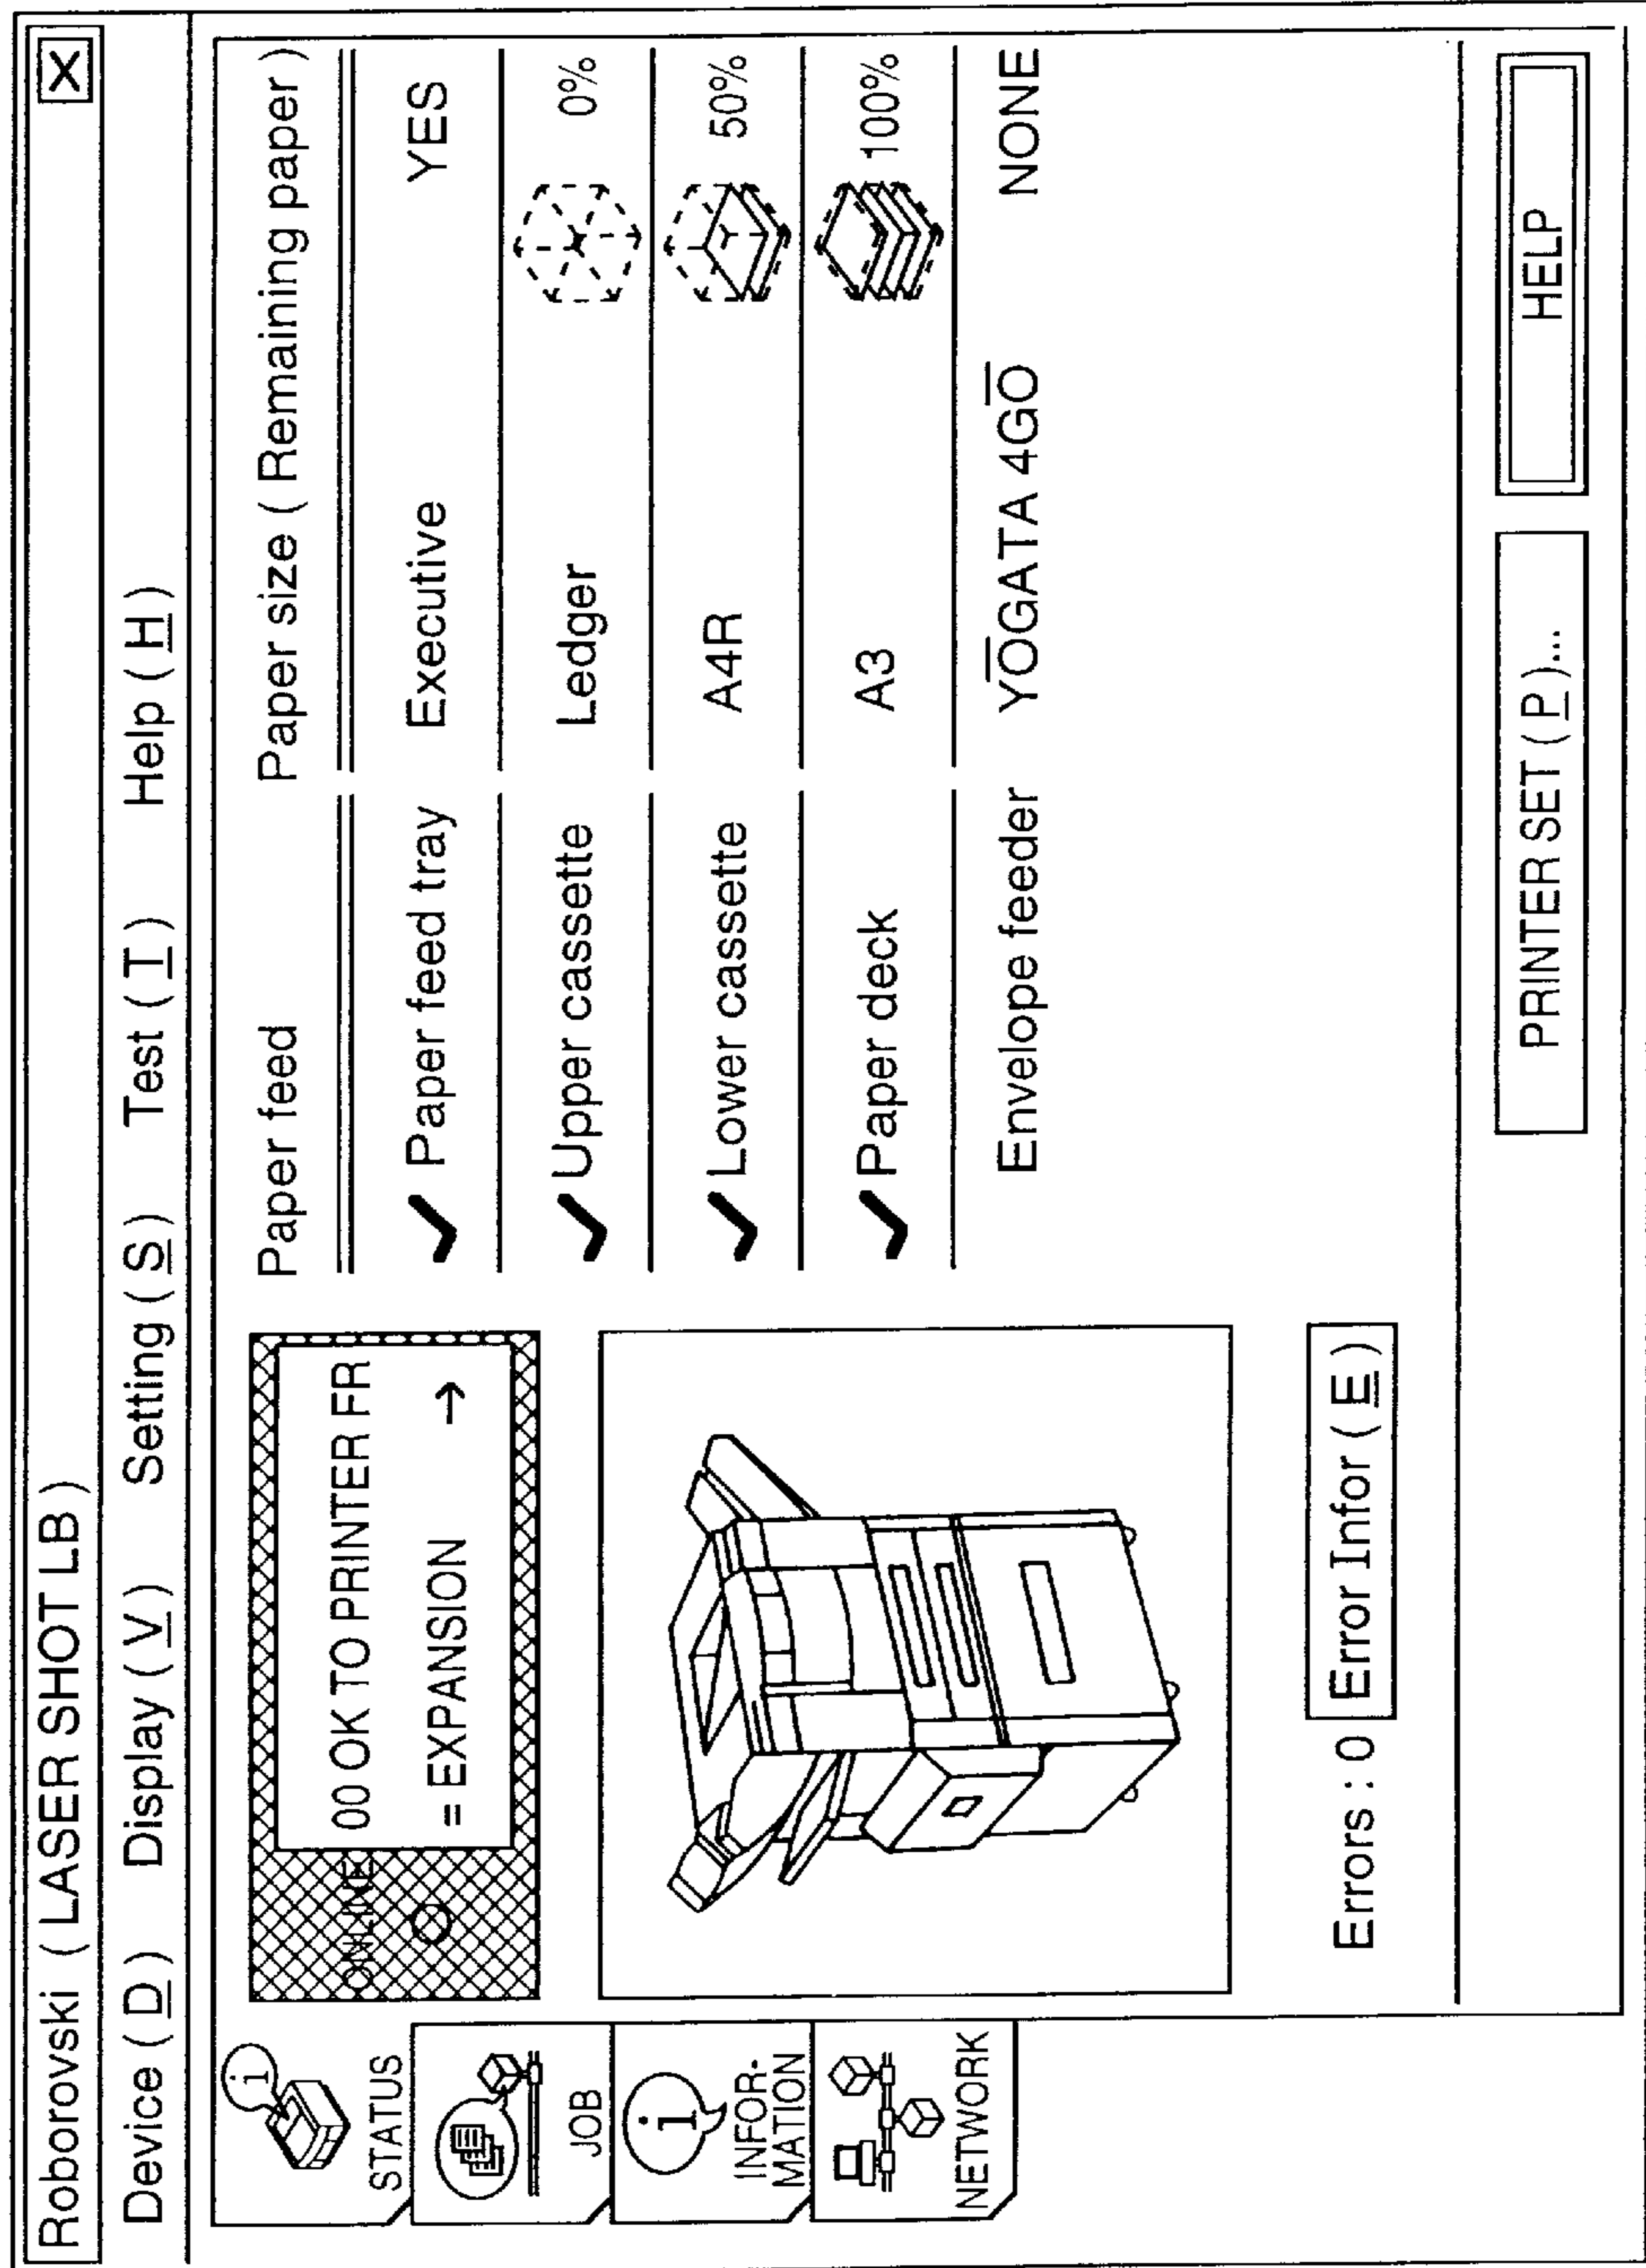 Roborovski ( LASER SHOT LB )
X
Device ( D ) Display ( V ) Setting ( S ) Test ( T ) Help ( H )
STATUS
JOB
INFOR-
MATION
NETWORK
ON-LINE
00 OK TO PRINTER FR
= EXPANSION →
Errors : 0 Error Infor ( E )
Paper feed Paper size ( Remaining paper )
✓ Paper feed tray Executive YES
✓ Upper cassette Ledger 0%
✓ Lower cassette A4R 50%
✓ Paper deck A3 100%
Envelope feeder YŌGATA 4GŌ NONE
PRINTER SET ( P )... HELP